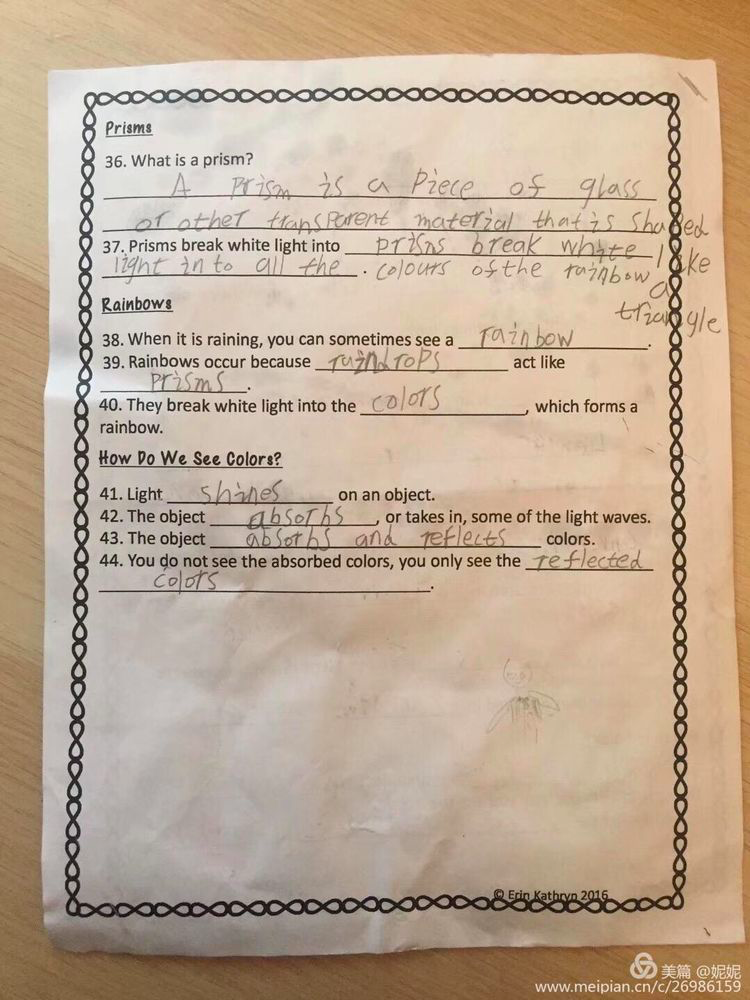 Prisms
36. What is a prism?
A prism is a piece of glass
or other transparent material that is shaped
like
a
triangle
37. Prisms break white light into prisms break white
light in to all the . colours of the rainbow
Rainbows
38. When it is raining, you can sometimes see a rainbow.
39. Rainbows occur because raindrops act like
prisms.
40. They break white light into the colors, which forms a
rainbow.
How Do We See Colors?
41. Light shines on an object.
42. The object absorbs, or takes in, some of the light waves.
43. The object absorbs and reflects colors.
44. You do not see the absorbed colors, you only see the reflected
colors.
© Erin Kathryn 2016
美篇 @妮妮
www.meipian.cn/c/26986159